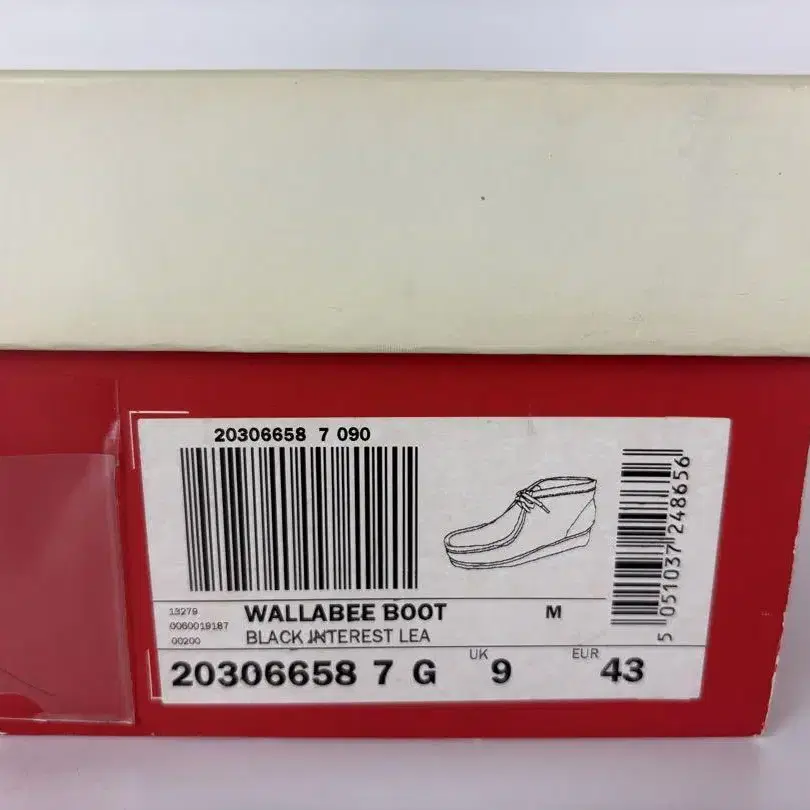 20306658 7 090
13279
0060019187
00200
WALLABEE BOOT
M
BLACK INTEREST LEA
20306658 7 G
UK
9
EUR
43
5 051037 248656